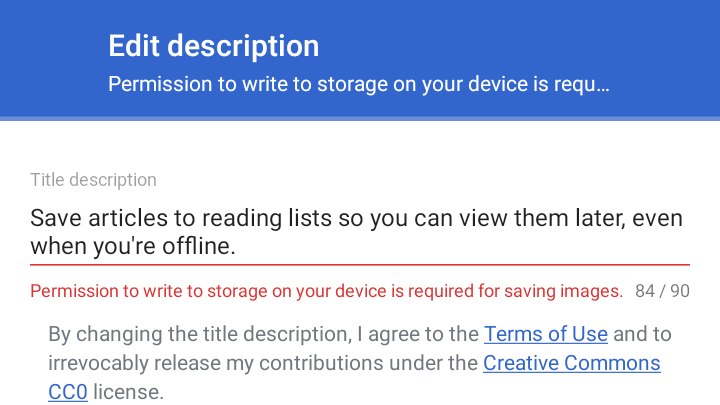 Edit description
Permission to write to storage on your device is requ...
Title description
Save articles to reading lists so you can view them later, even
when you're offline.
Permission to write to storage on your device is required for saving images. 84 / 90
By changing the title description, I agree to the Terms of Use and to
irrevocably release my contributions under the Creative Commons
CC0 license.